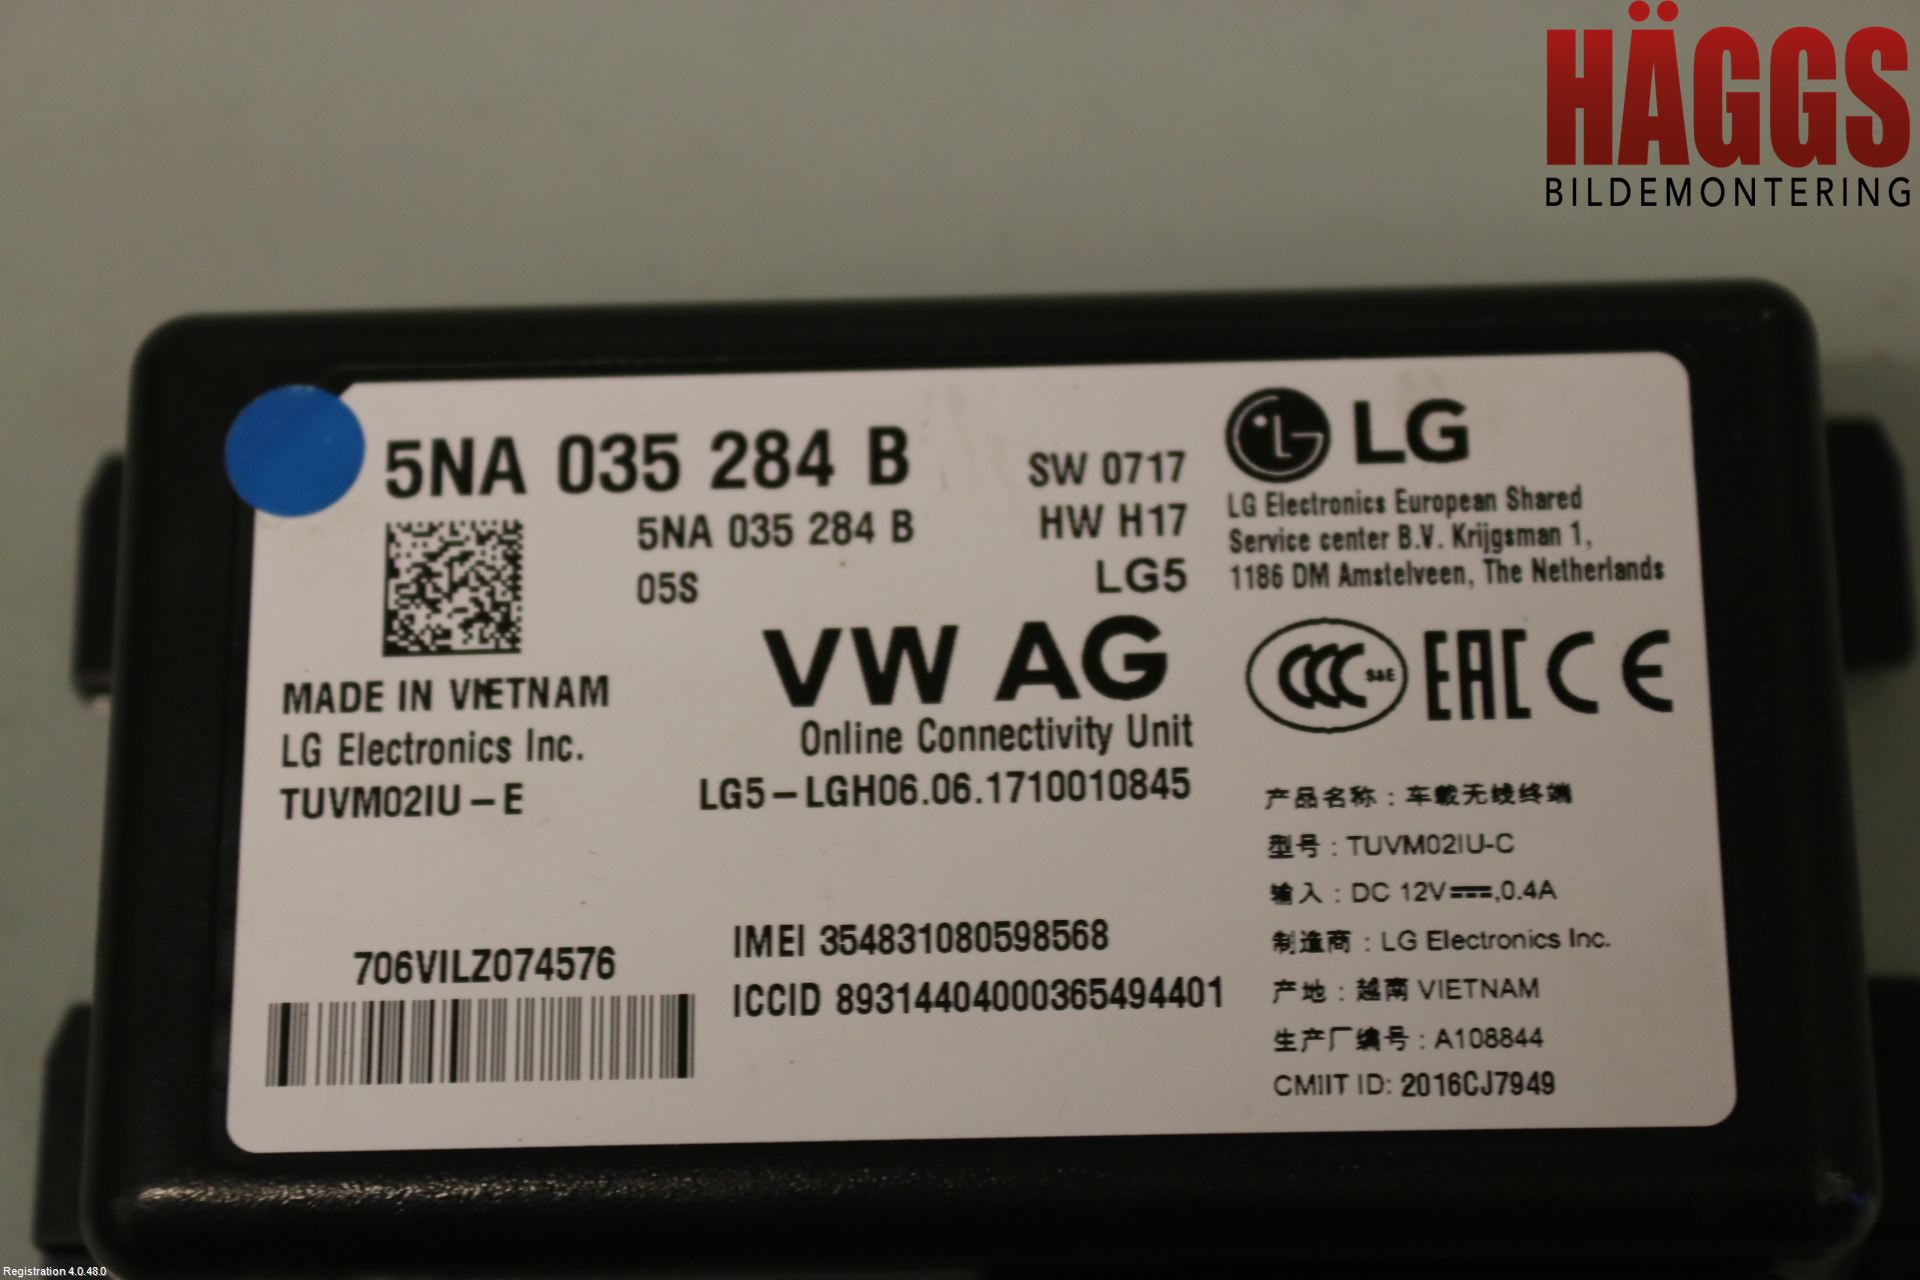 HÄGGS
BILDEMONTERING
5NA 035 284 B
5NA 035 284 B
05S
SW 0717
HW H17
LG5
LG
LG Electronics European Shared
Service center B.V. Krijgsman 1,
1186 DM Amstelveen, The Netherlands
VW AG
Online Connectivity Unit
LG5-LGH06.06.1710010845
MADE IN VIETNAM
LG Electronics Inc.
TUVM02IU-E
CCC S&E EAC CE
产品名称：车载无线终端
型号：TUVM02IU-C
输入：DC 12V⎓,0.4A
制造商：LG Electronics Inc.
产地：越南 VIETNAM
生产厂编号：A108844
CMIIT ID: 2016CJ7949
706VILZ074576
IMEI 354831080598568
ICCID 89314404000365494401
Registration 4.0.48.0